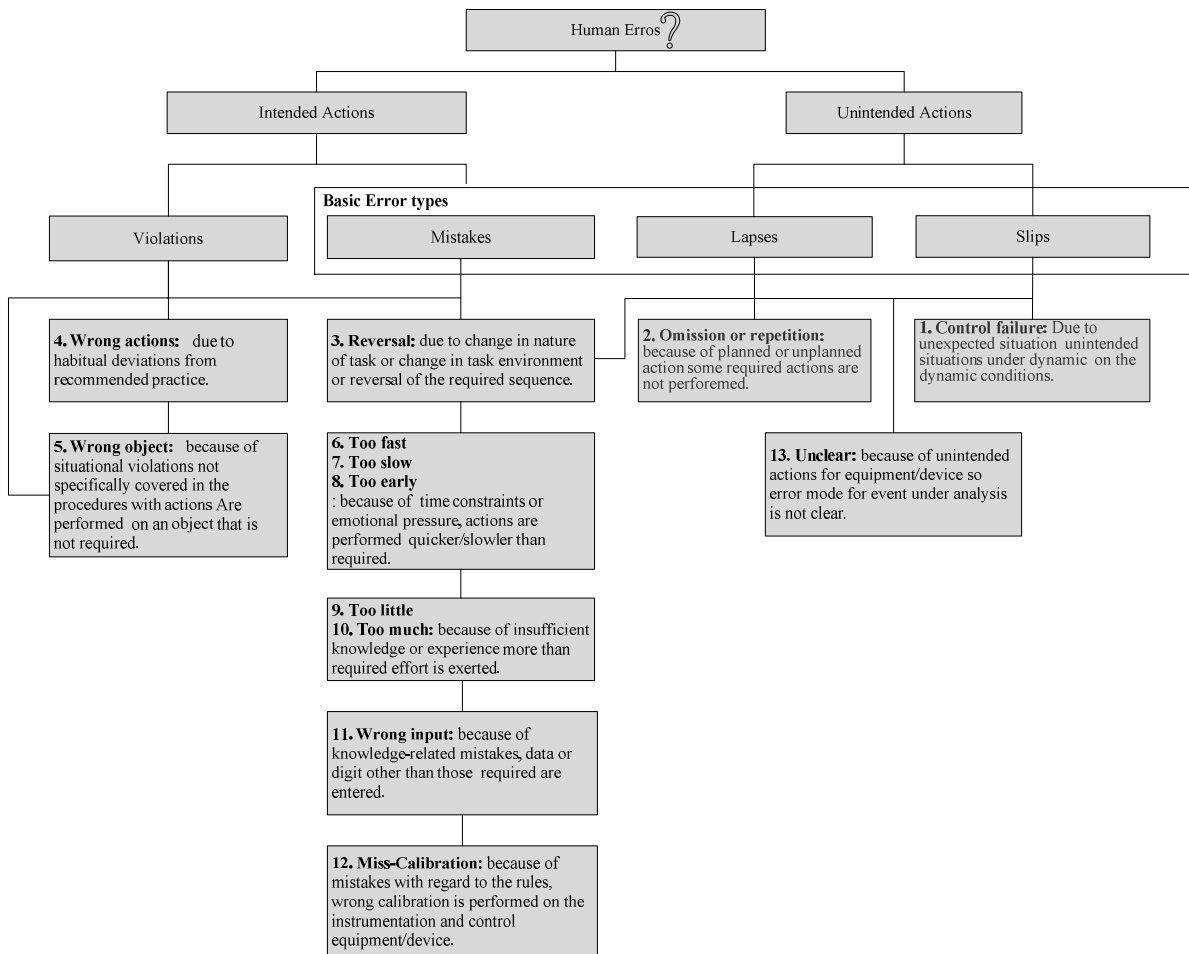 Human Erros?
Intended Actions
Unintended Actions
Basic Error types
Violations
Mistakes
Lapses
Slips
4. Wrong actions: due to
habitual deviations from
recommended practice.
3. Reversal: due to change in nature
of task or change in task environment
or reversal of the required sequence.
2. Omission or repetition:
because of planned or unplanned
action some required actions are
not perforemed.
1. Control failure: Due to
unexpected situation unintended
situations under dynamic on the
dynamic conditions.
5. Wrong object: because of
situational violations not
specifically covered in the
procedures with actions Are
performed on an object that is
not required.
6. Too fast
7. Too slow
8. Too early
: because of time constraints or
emotional pressure, actions are
performed quicker/slowler than
required.
13. Unclear: because of unintended
actions for equipment/device so
error mode for event under analysis
is not clear.
9. Too little
10. Too much: because of insufficient
knowledge or experience more than
required effort is exerted.
11. Wrong input: because of
knowledge-related mistakes, data or
digit other than those required are
entered.
12. Miss-Calibration: because of
mistakes with regard to the rules,
wrong calibration is performed on the
instrumentation and control
equipment/device.